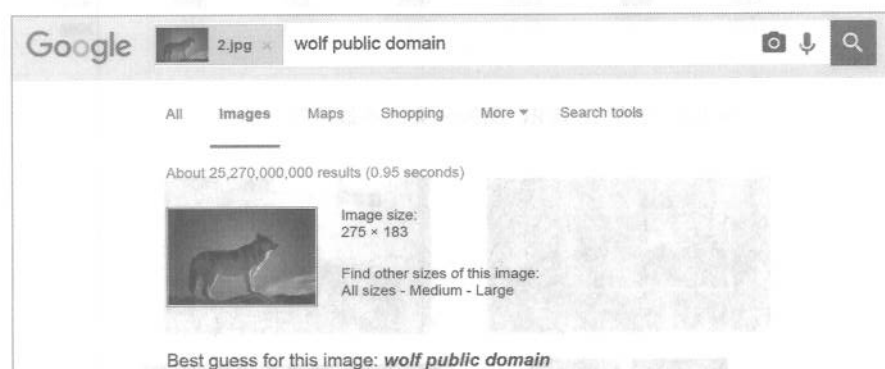 Google 2.jpg × wolf public domain
All Images Maps Shopping More ▾ Search tools
About 25,270,000,000 results (0.95 seconds)
Image size:
275 × 183
Find other sizes of this image:
All sizes - Medium - Large
Best guess for this image: wolf public domain